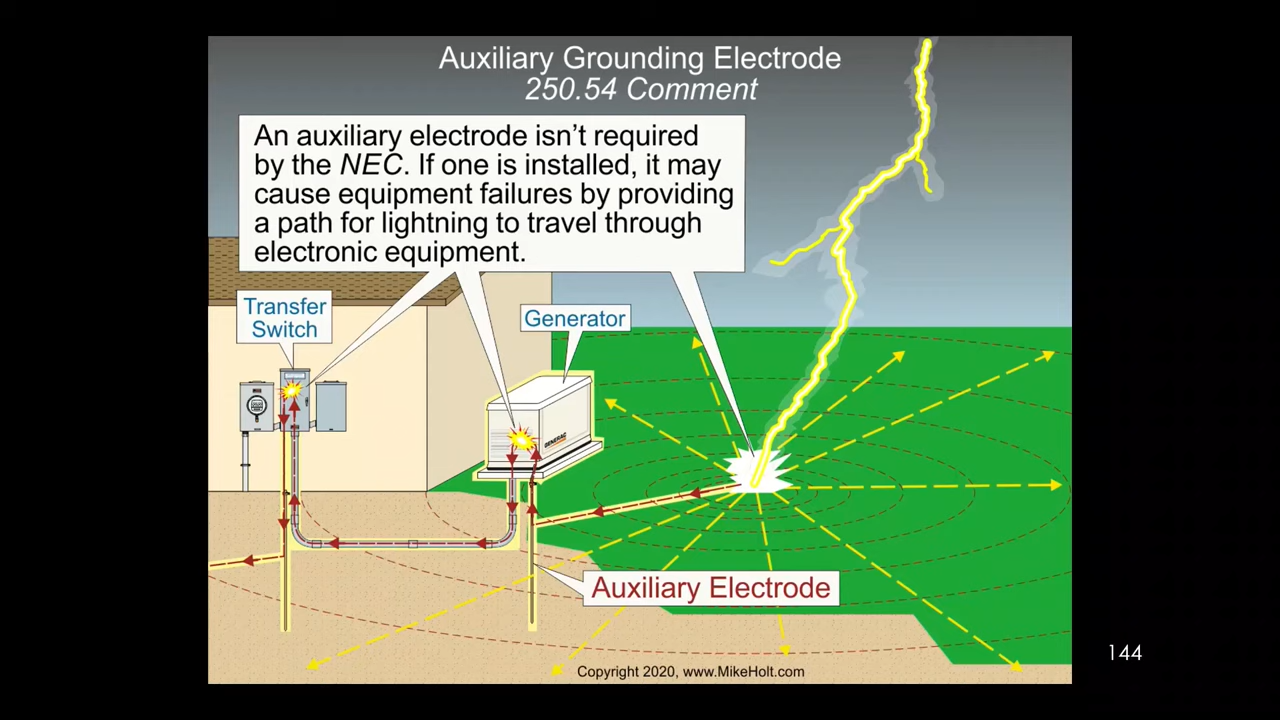 Auxiliary Grounding Electrode
250.54 Comment
An auxiliary electrode isn't required
by the NEC. If one is installed, it may
cause equipment failures by providing
a path for lightning to travel through
electronic equipment.
Transfer
Switch
Generator
GENERAC
Auxiliary Electrode
Copyright 2020, www.MikeHolt.com
144